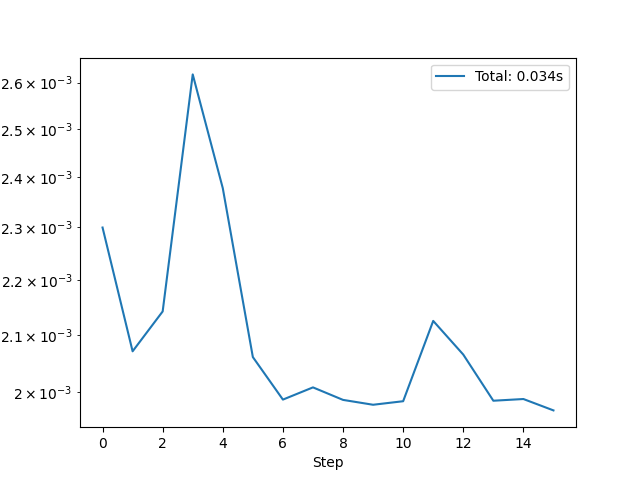 Total: 0.034s
2.6 × 10⁻³
2.5 × 10⁻³
2.4 × 10⁻³
2.3 × 10⁻³
2.2 × 10⁻³
2.1 × 10⁻³
2 × 10⁻³
0 2 4 6 8 10 12 14
Step